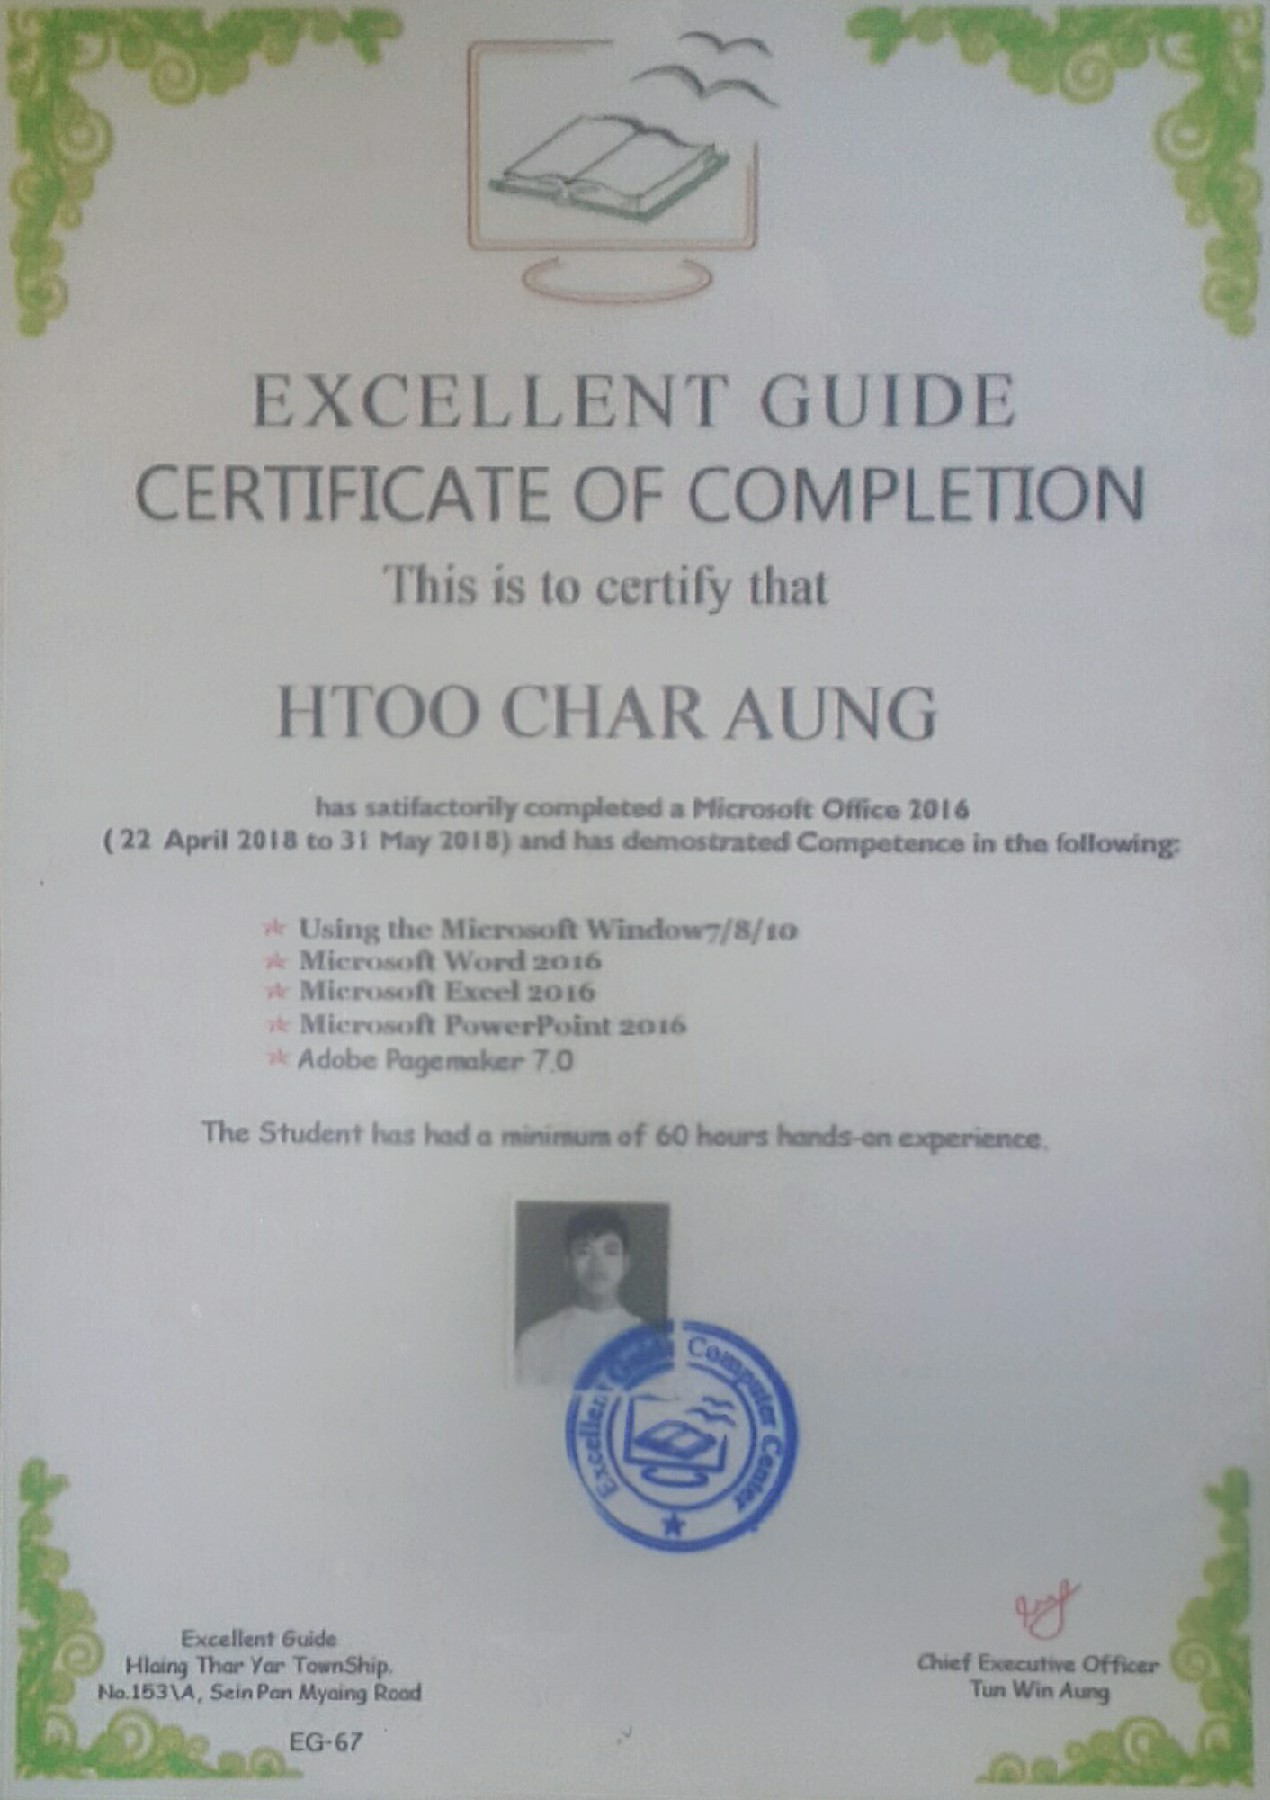 EXCELLENT GUIDE
CERTIFICATE OF COMPLETION
This is to certify that
HTOO CHAR AUNG
has satifactorily completed a Microsoft Office 2016
( 22 April 2018 to 31 May 2018) and has demostrated Competence in the following:
Using the Microsoft Window7/8/10
Microsoft Word 2016
Microsoft Excel 2016
Microsoft PowerPoint 2016
Adobe Pagemaker 7.0
The Student has had a minimum of 60 hours hands-on experience.
Excellent Guide Computer Center
Excellent Guide
Hlaing Thar Yar TownShip.
No.153\A, Sein Pan Myaing Road
EG-67
Chief Executive Officer
Tun Win Aung